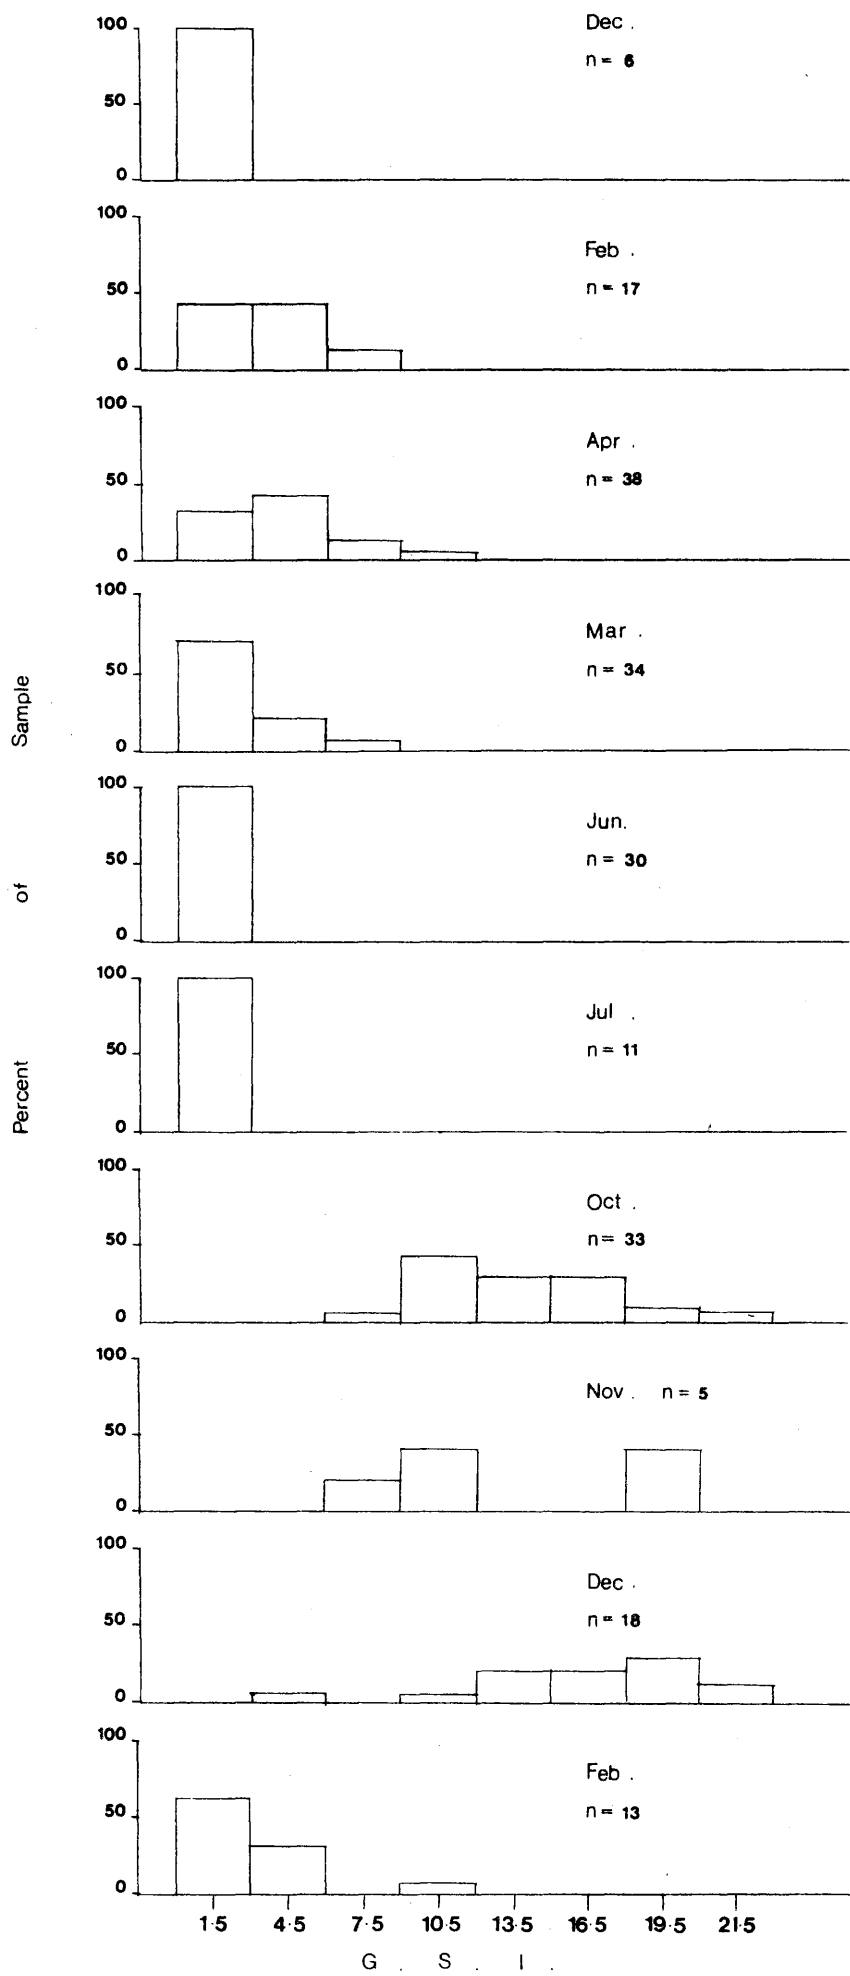 100
50
0
Dec .
n = 6
100
50
0
Feb .
n = 17
100
50
0
Apr .
n = 38
100
50
0
Mar .
n = 34
100
50
0
Jun.
n = 30
100
50
0
Jul .
n = 11
100
50
0
Oct .
n = 33
100
50
0
Nov . n = 5
100
50
0
Dec .
n = 18
100
50
0
Feb .
n = 13
Percent of Sample
1·5 4·5 7·5 10·5 13·5 16·5 19·5 21·5
G . S . I .